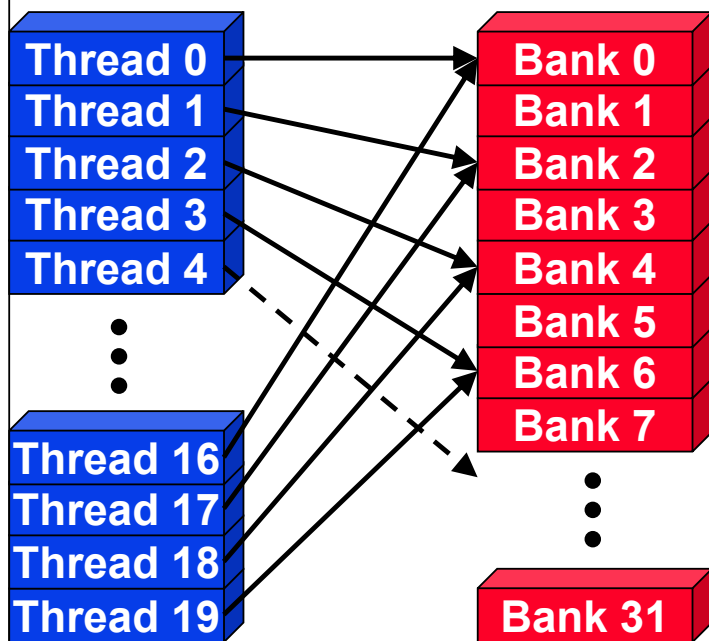 Thread 0
Thread 1
Thread 2
Thread 3
Thread 4
Thread 16
Thread 17
Thread 18
Thread 19
Bank 0
Bank 1
Bank 2
Bank 3
Bank 4
Bank 5
Bank 6
Bank 7
Bank 31